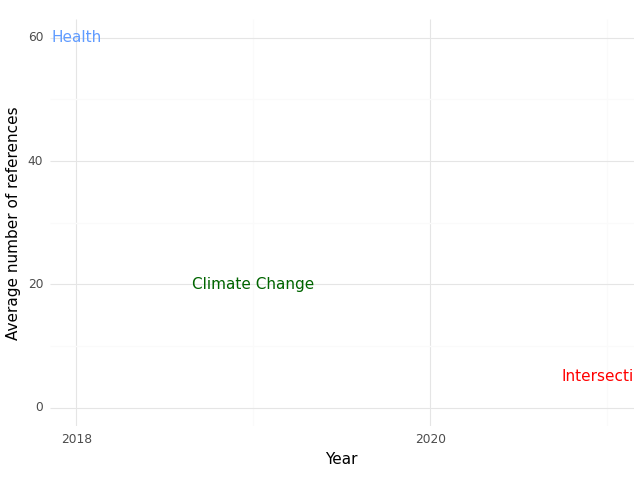 60
Health
40
Average number of references
20
Climate Change
Intersecti
0
2018
2020
Year